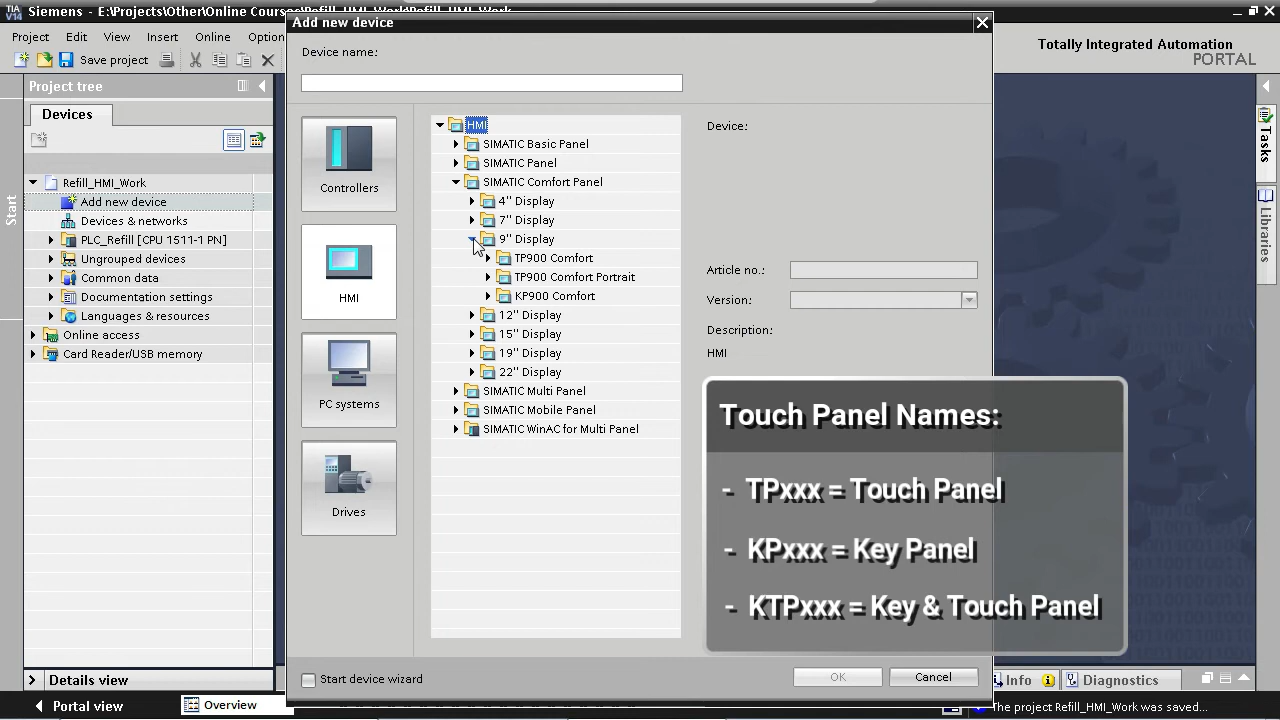 TIA
V14
Siemens - E:\Projects\Other\Online Cour
Add new device
Project Edit View Insert Online Option
Save project
Totally Integrated Automation
PORTAL
Project tree
Devices
Start
Refill_HMI_Work
Add new device
Devices & networks
PLC_Refill [CPU 1511-1 PN]
Ungrouped devices
Common data
Documentation settings
Languages & resources
Online access
Card Reader/USB memory
Device name:
Controllers
HMI
PC systems
Drives
HMI
SIMATIC Basic Panel
SIMATIC Panel
SIMATIC Comfort Panel
4'' Display
7'' Display
9'' Display
TP900 Comfort
TP900 Comfort Portrait
KP900 Comfort
12'' Display
15'' Display
19'' Display
22'' Display
SIMATIC Multi Panel
SIMATIC Mobile Panel
SIMATIC WinAC for Multi Panel
Device:
Article no.:
Version:
Description:
HMI
Touch Panel Names:
- TPxxx = Touch Panel
- KPxxx = Key Panel
- KTPxxx = Key & Touch Panel
Start device wizard
OK
Cancel
Tasks
Libraries
Details view
Info
Diagnostics
Portal view
Overview
The project Refill_HMI_Work was saved...